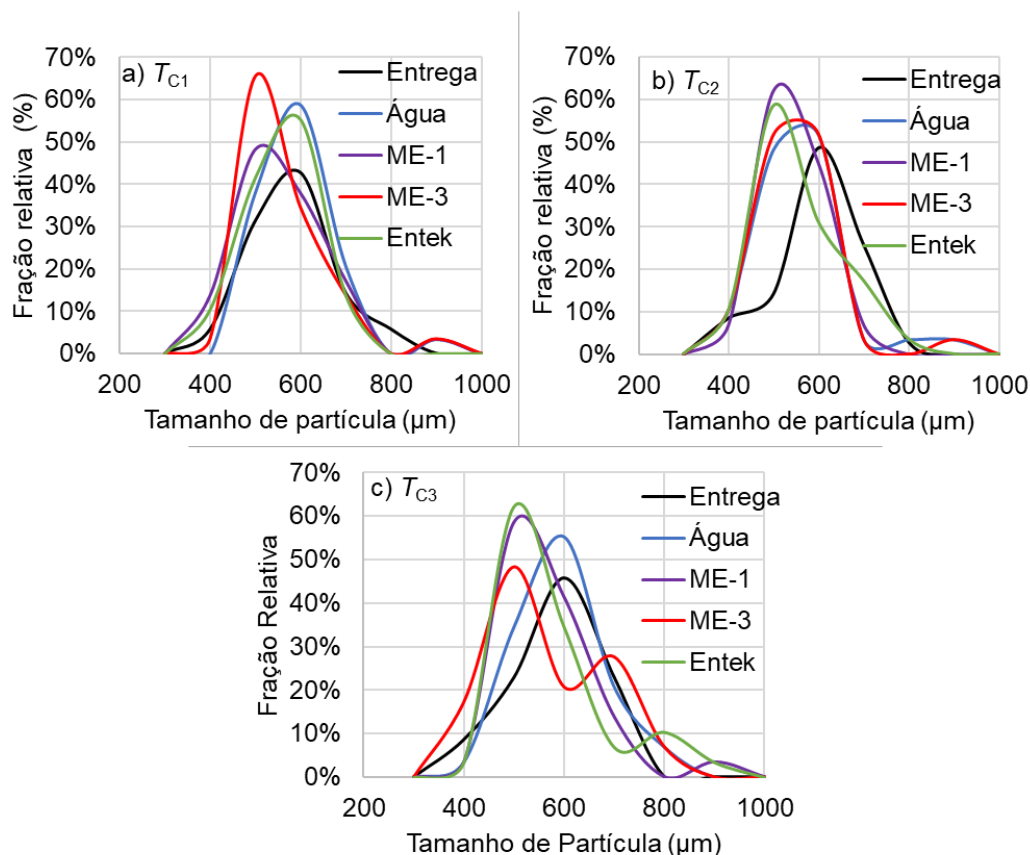 a) TC1
Fração relativa (%)
70%
60%
50%
40%
30%
20%
10%
0%
200
400
600
800
1000
Tamanho de partícula (µm)
Entrega
Água
ME-1
ME-3
Entek
b) TC2
Fração relativa (%)
70%
60%
50%
40%
30%
20%
10%
0%
200
400
600
800
1000
Tamanho de partícula (µm)
Entrega
Água
ME-1
ME-3
Entek
c) TC3
Fração Relativa
70%
60%
50%
40%
30%
20%
10%
0%
200
400
600
800
1000
Tamanho de Partícula (µm)
Entrega
Água
ME-1
ME-3
Entek